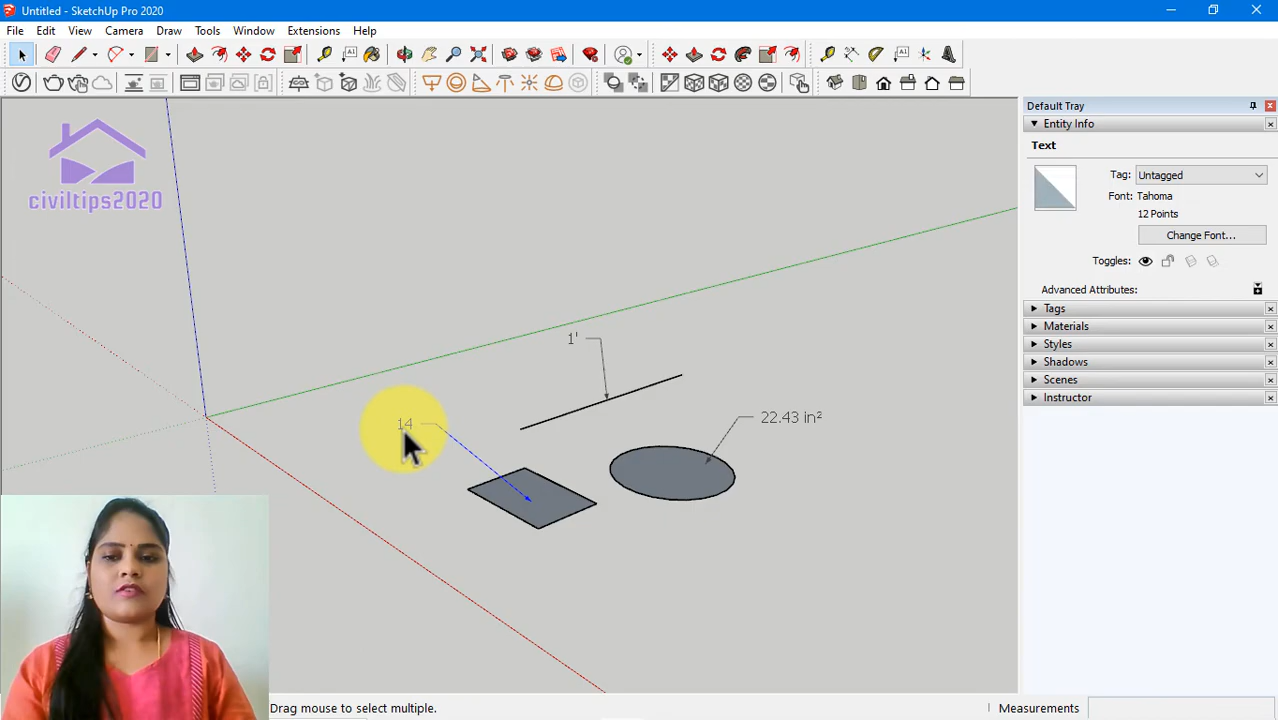 Untitled - SketchUp Pro 2020
File Edit View Camera Draw Tools Window Extensions Help
civiltips2020
1'
14
22.43 in²
Default Tray
Entity Info
Text
Tag: Untagged
Font: Tahoma
12 Points
Change Font...
Toggles:
Advanced Attributes:
Tags
Materials
Styles
Shadows
Scenes
Instructor
Drag mouse to select multiple.
Measurements